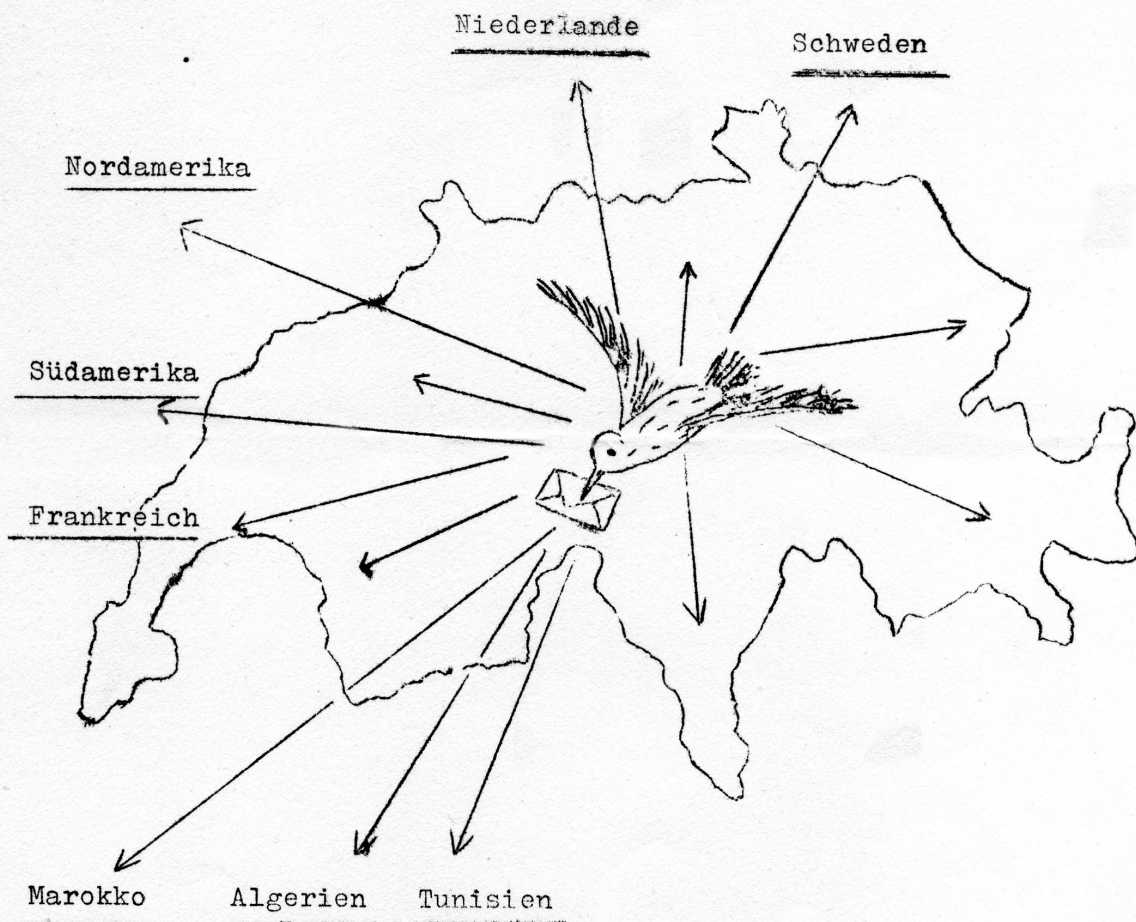 Niederlande
Schweden
Nordamerika
Südamerika
Frankreich
Marokko Algerien Tunisien